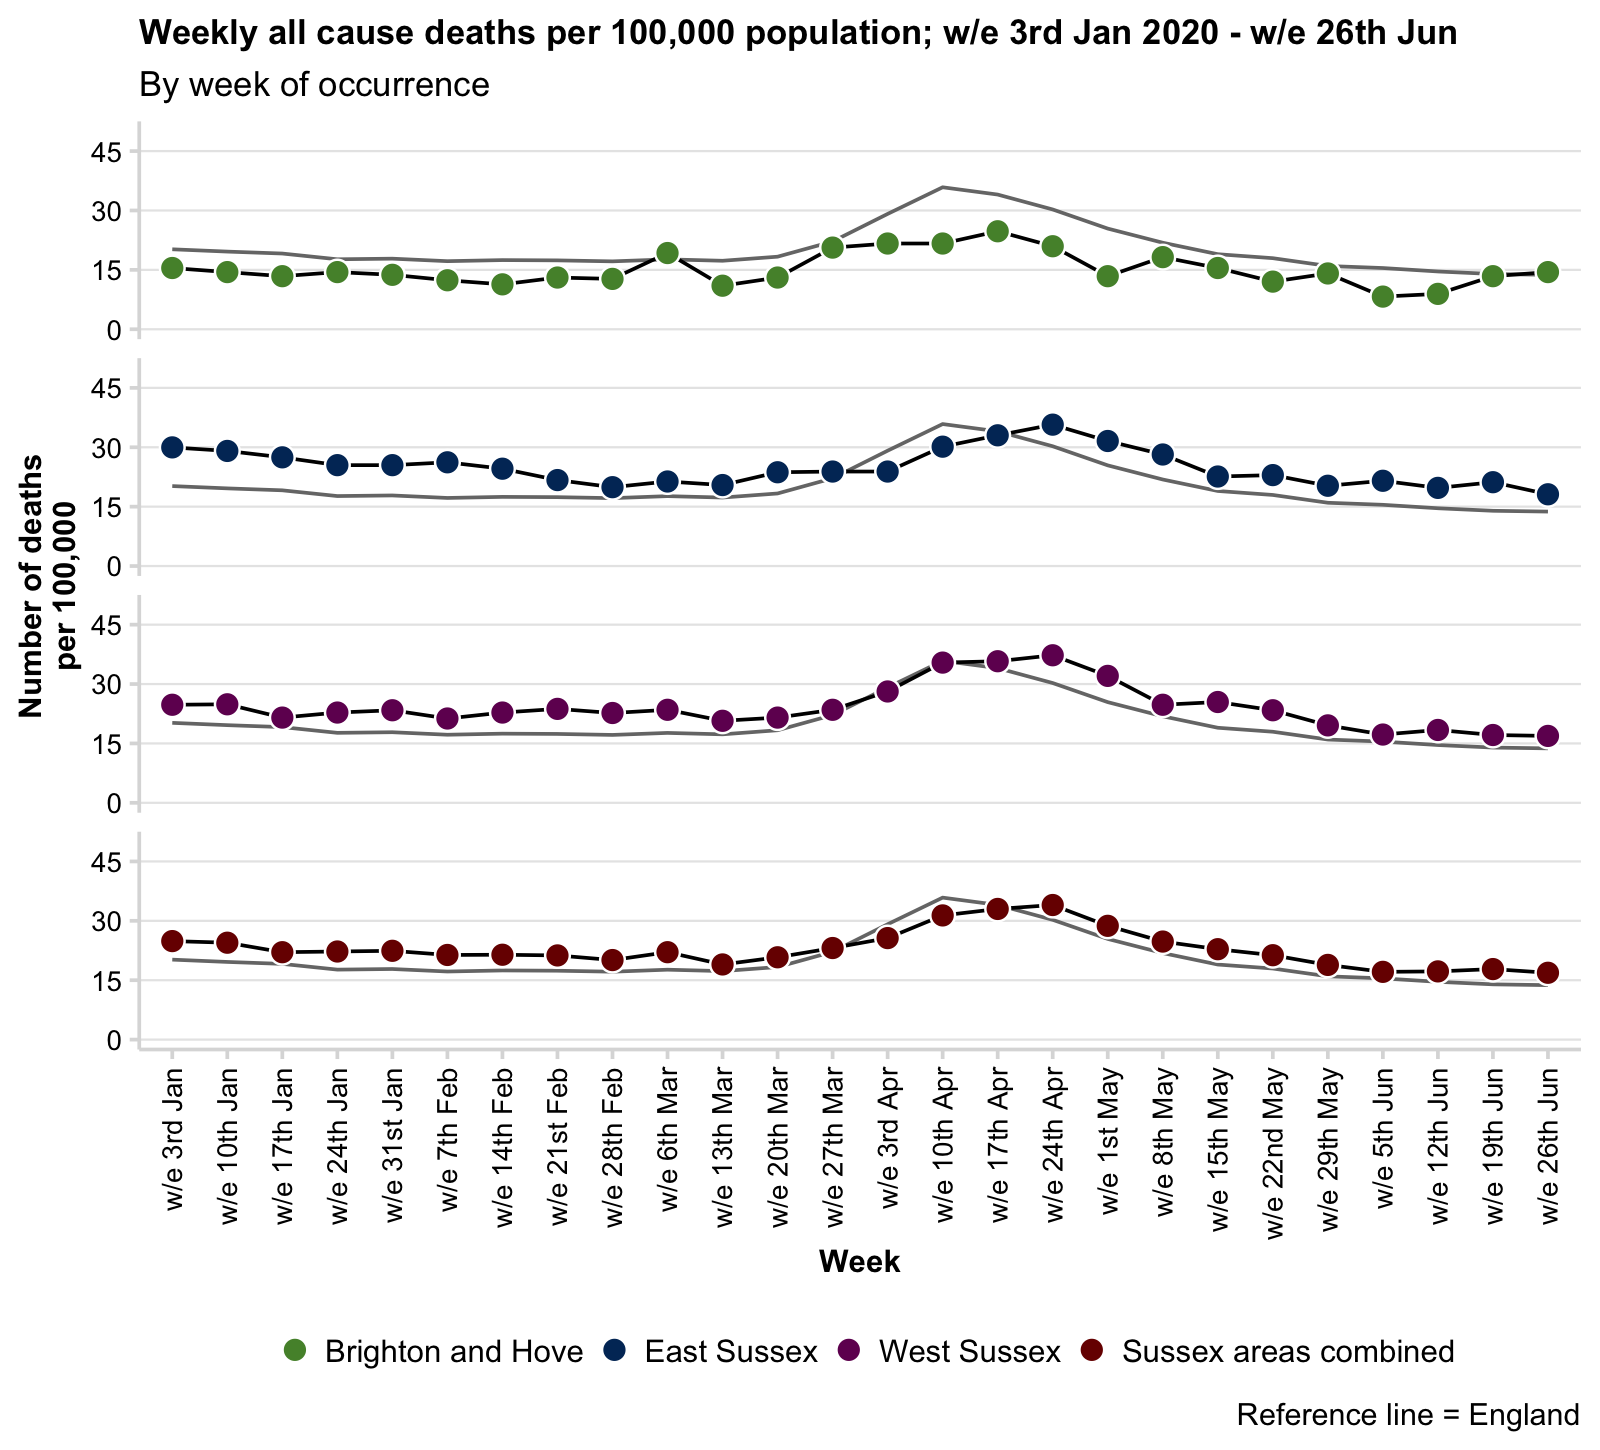 Weekly all cause deaths per 100,000 population; w/e 3rd Jan 2020 - w/e 26th Jun
By week of occurrence
Number of deaths
per 100,000
45
30
15
0
45
30
15
0
45
30
15
0
45
30
15
0
w/e 3rd Jan
w/e 10th Jan
w/e 17th Jan
w/e 24th Jan
w/e 31st Jan
w/e 7th Feb
w/e 14th Feb
w/e 21st Feb
w/e 28th Feb
w/e 6th Mar
w/e 13th Mar
w/e 20th Mar
w/e 27th Mar
w/e 3rd Apr
w/e 10th Apr
w/e 17th Apr
w/e 24th Apr
w/e 1st May
w/e 8th May
w/e 15th May
w/e 22nd May
w/e 29th May
w/e 5th Jun
w/e 12th Jun
w/e 19th Jun
w/e 26th Jun
Week
Brighton and Hove East Sussex West Sussex Sussex areas combined
Reference line = England